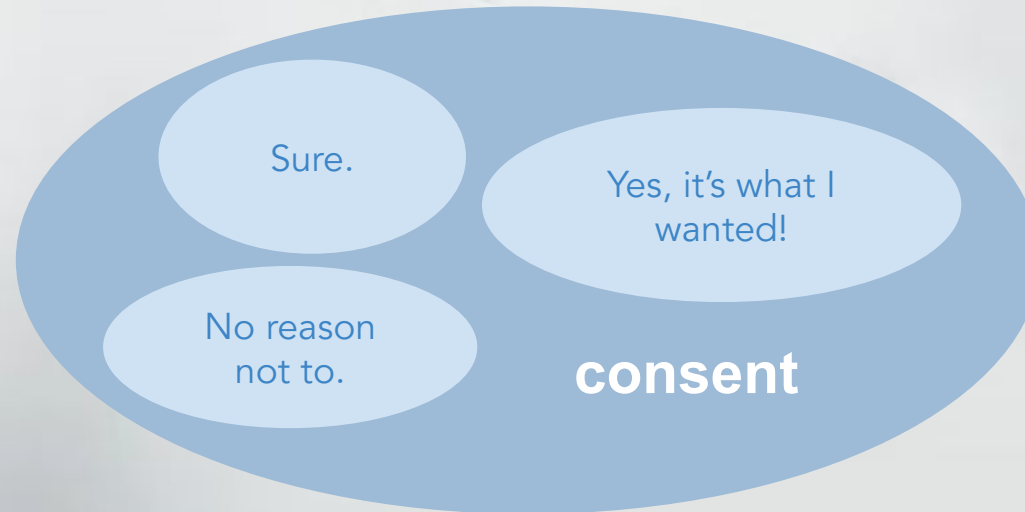 Sure.
Yes, it’s what I
wanted!
No reason
not to.
consent